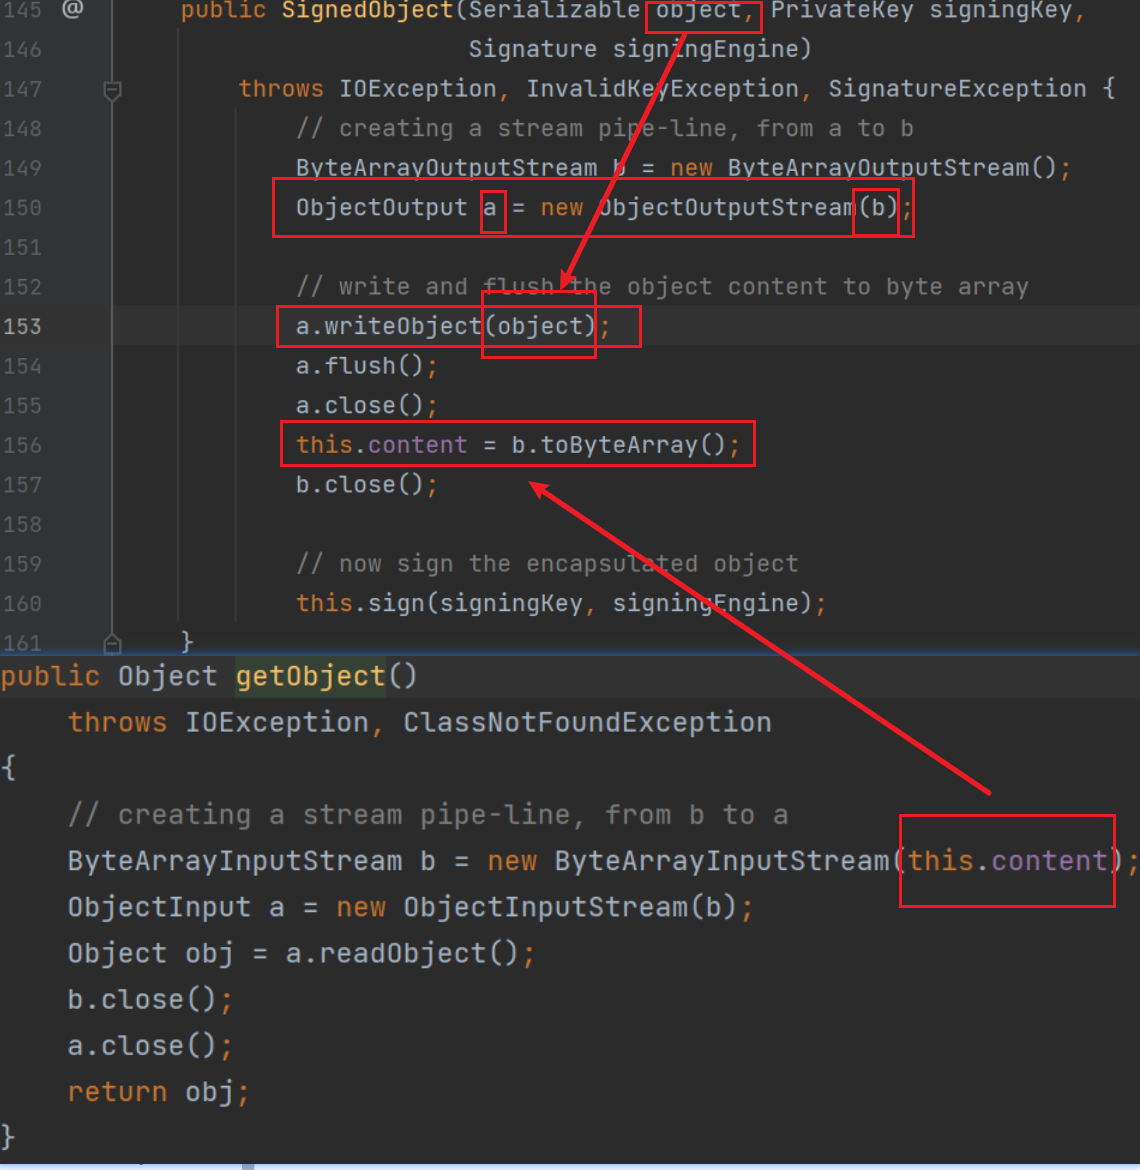 145 @ public SignedObject(Serializable object, PrivateKey signingKey,
146 Signature signingEngine)
147 throws IOException, InvalidKeyException, SignatureException {
148 // creating a stream pipe-line, from a to b
149 ByteArrayOutputStream b = new ByteArrayOutputStream();
150 ObjectOutput a = new ObjectOutputStream(b);
151
152 // write and flush the object content to byte array
153 a.writeObject(object);
154 a.flush();
155 a.close();
156 this.content = b.toByteArray();
157 b.close();
158
159 // now sign the encapsulated object
160 this.sign(signingKey, signingEngine);
161 }
public Object getObject()
throws IOException, ClassNotFoundException
{
// creating a stream pipe-line, from b to a
ByteArrayInputStream b = new ByteArrayInputStream(this.content);
ObjectInput a = new ObjectInputStream(b);
Object obj = a.readObject();
b.close();
a.close();
return obj;
}